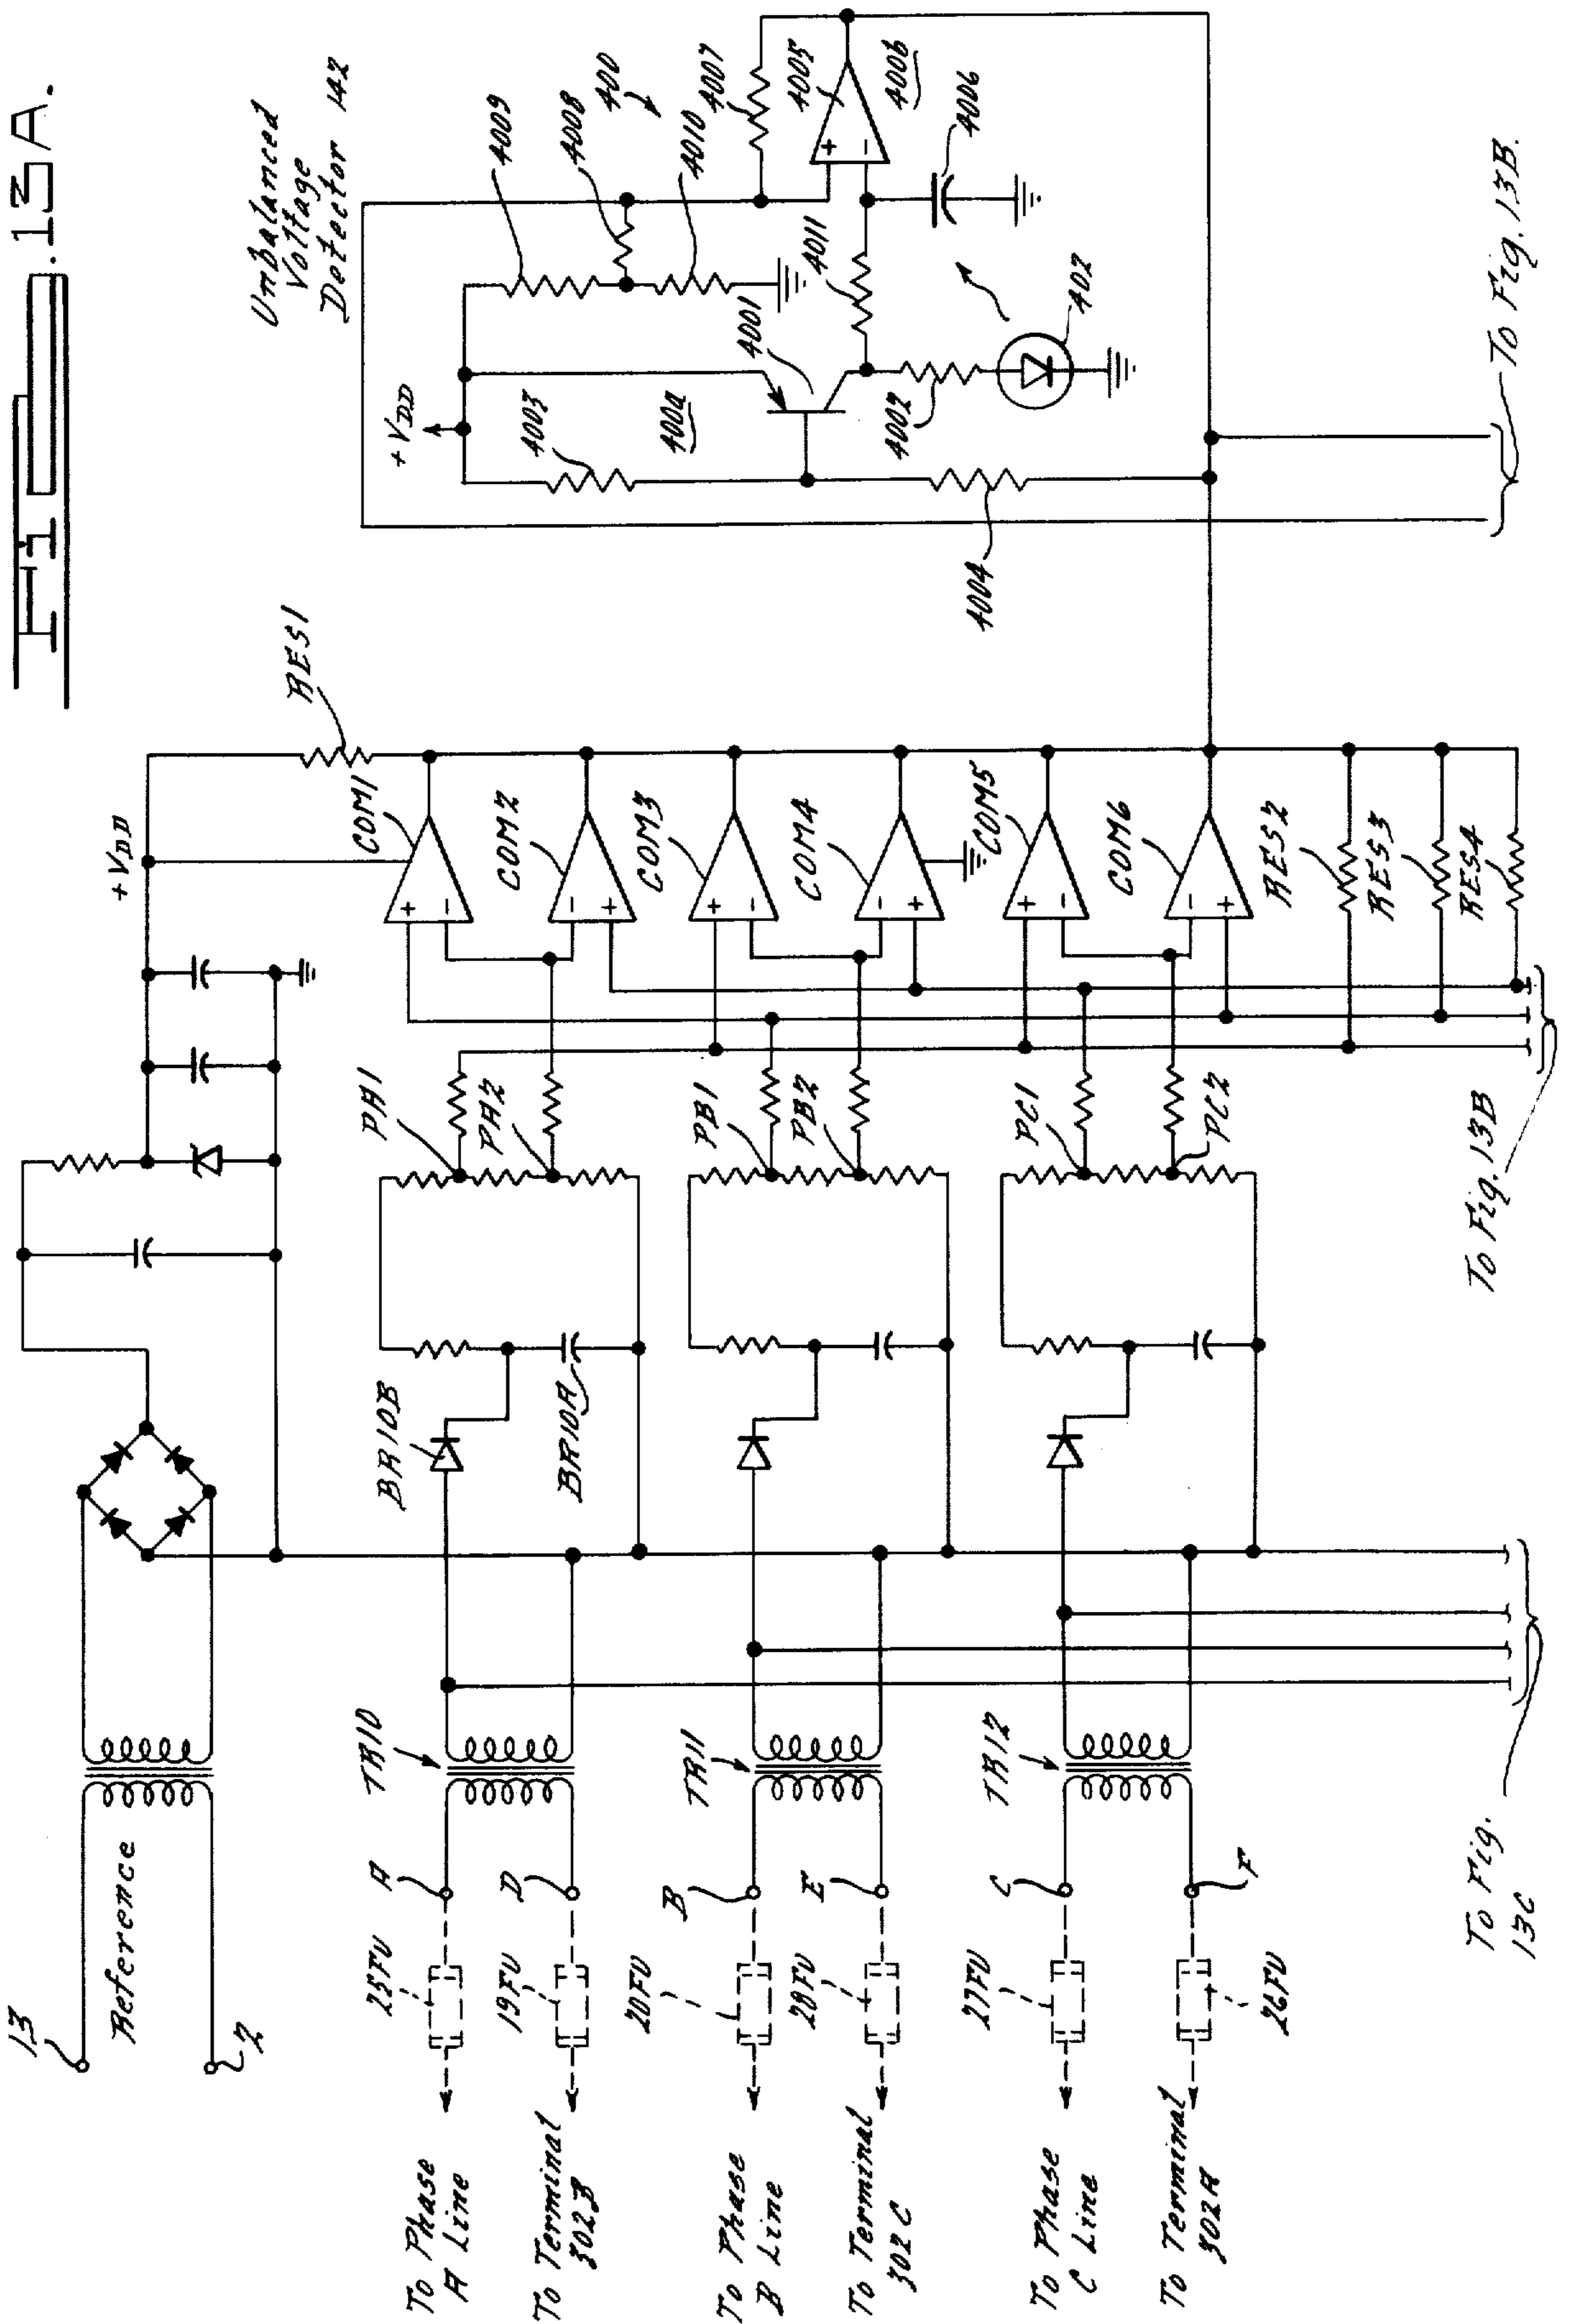 Fig. 13A.
Unbalanced
Voltage
Detector 142
13
Reference
2
+VDD
RES1
COM1
COM2
COM3
COM4
COM5
COM6
RES2
RES3
RES4
PA1
PA2
PB1
PB2
PC1
PC2
BR10B
BR10A
TR10
TR11
TR12
A
D
B
E
C
F
25FU
19FU
20FU
28FU
27FU
26FU
To Phase
A Line
To Terminal
302B
To Phase
B Line
To Terminal
302C
To Phase
C Line
To Terminal
302A
+VDD
4003
400a
4001
4009
4008
400
4010
4007
4005
400b
4006
4011
4002
402
4004
To Fig. 13B.
To Fig. 13B
To Fig.
13C